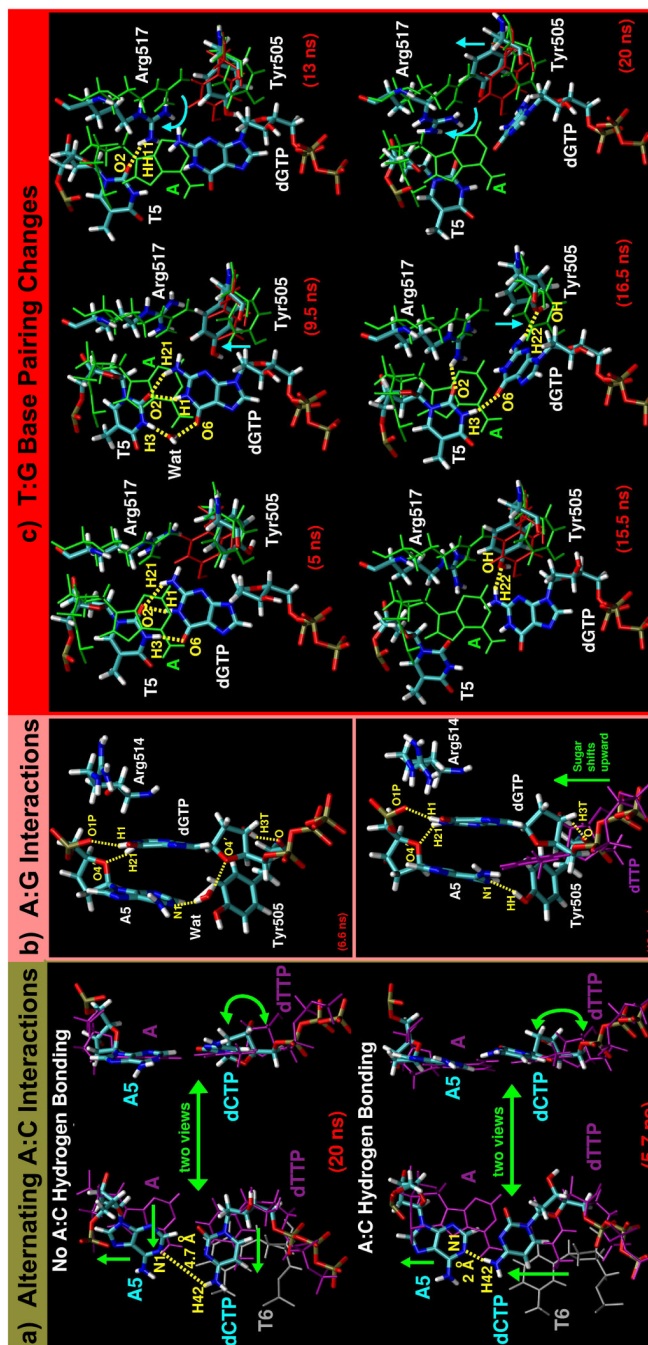 a) Alternating A:C Interactions
No A:C Hydrogen Bonding
A5
N1
4.7 Å
H42
dCTP
T6
A
dTTP
(20 ns)
two views
A5
A
dCTP
dTTP
A:C Hydrogen Bonding
A5
N1
2 Å
H42
dCTP
T6
A
dTTP
two views
A5
A
dCTP
dTTP
b) A:G Interactions
O4'
O1P
H21
H1
A5
dGTP
Arg514
N1
Wat
O4'
H3T
O
Tyr505
(6.6 ns)
O4'
O1P
H21
H1
A5
dGTP
Arg514
N1
HH
H3T
O
Tyr505
dTTP
Sugar
shifts
upward
c) T:G Base Pairing Changes
T5
Arg517
O2
H21
H3
H1
A
O6
dGTP
Tyr505
(5 ns)
T5
Arg517
O2
H21
H3
H1
Wat
O6
dGTP
Tyr505
(9.5 ns)
T5
Arg517
O2
HH11
A
dGTP
Tyr505
(13 ns)
Arg517
A
T5
OH
H22
dGTP
Tyr505
(15.5 ns)
Arg517
A
O2
T5
H3
O6
H22
OH
dGTP
Tyr505
(16.5 ns)
Arg517
T5
A
dGTP
Tyr505
(20 ns)